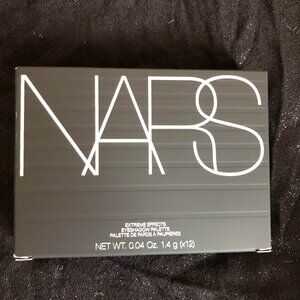 NARS
EXTREME EFFECTS
EYESHADOW PALETTE
PALETTE DE FARDS À PAUPIÈRES
NET WT. 0.04 Oz. 1.4 g (x12)